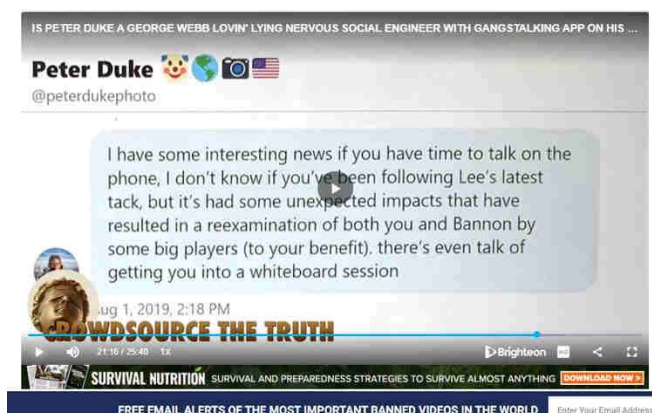 IS PETER DUKE A GEORGE WEBB LOVIN' LYING NERVOUS SOCIAL ENGINEER WITH GANGSTALKING APP ON HIS ...
Peter Duke
@peterdukephoto
I have some interesting news if you have time to talk on the
phone, I don't know if you've been following Lee's latest
tack, but it's had some unexpected impacts that have
resulted in a reexamination of both you and Bannon by
some big players (to your benefit). there's even talk of
getting you into a whiteboard session
ug 1, 2019, 2:18 PM
CROWDSOURCE THE TRUTH
21:16 / 25:40 1x Brighteon HD
SURVIVAL NUTRITION SURVIVAL AND PREPAREDNESS STRATEGIES TO SURVIVE ALMOST ANYTHING DOWNLOAD NOW >
FREE EMAIL ALERTS OF THE MOST IMPORTANT BANNED VIDEOS IN THE WORLD Enter Your Email Address